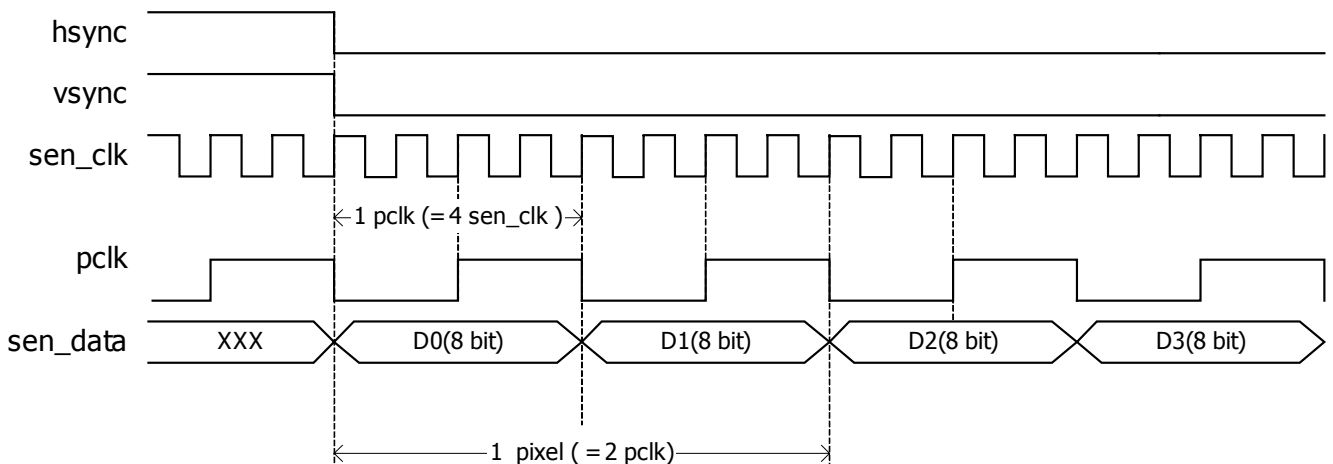 hsync
vsync
sen_clk
1 pclk (= 4 sen_clk )
pclk
sen_data XXX D0(8 bit) D1(8 bit) D2(8 bit) D3(8 bit)
1 pixel ( = 2 pclk)